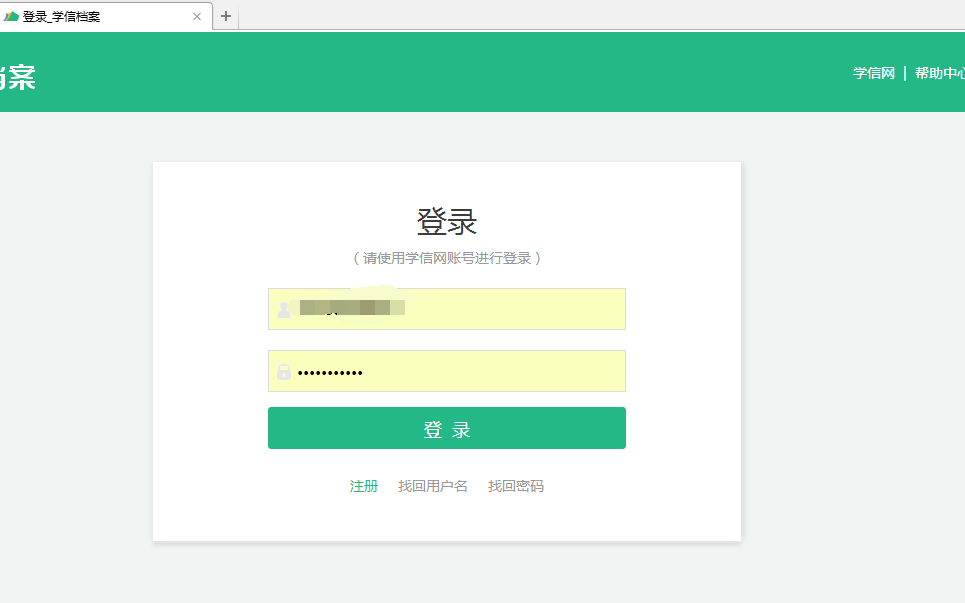 登录_学信档案
档案
学信网 | 帮助中心
登录
（请使用学信网账号进行登录）
•••••••••••
登 录
注册 找回用户名 找回密码